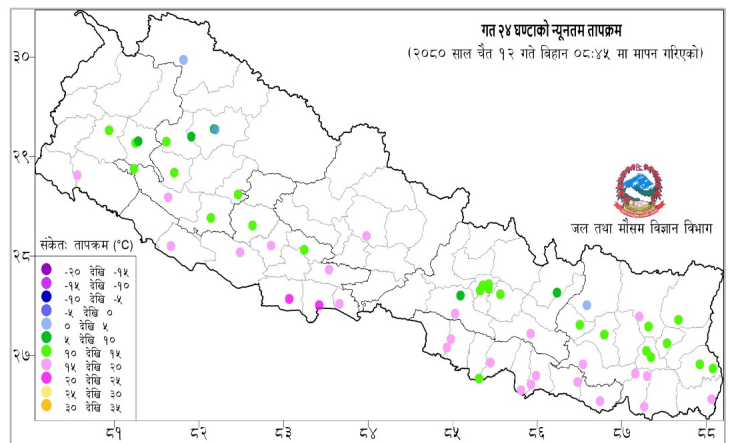 गत २४ घण्टाको न्यूनतम तापक्रम
(२०८० साल चैत १२ गते बिहान ०८:४५ मा मापन गरिएको)
३०
२९
२८
२७
जल तथा मौसम विज्ञान विभाग
संकेतः तापक्रम (°C)
-२० देखि -१५
-१५ देखि -१०
-१० देखि -५
-५ देखि ०
० देखि ५
५ देखि १०
१० देखि १५
१५ देखि २०
२० देखि २५
२५ देखि ३०
३० देखि ३५
८१ ८२ ८३ ८४ ८५ ८६ ८७ ८८